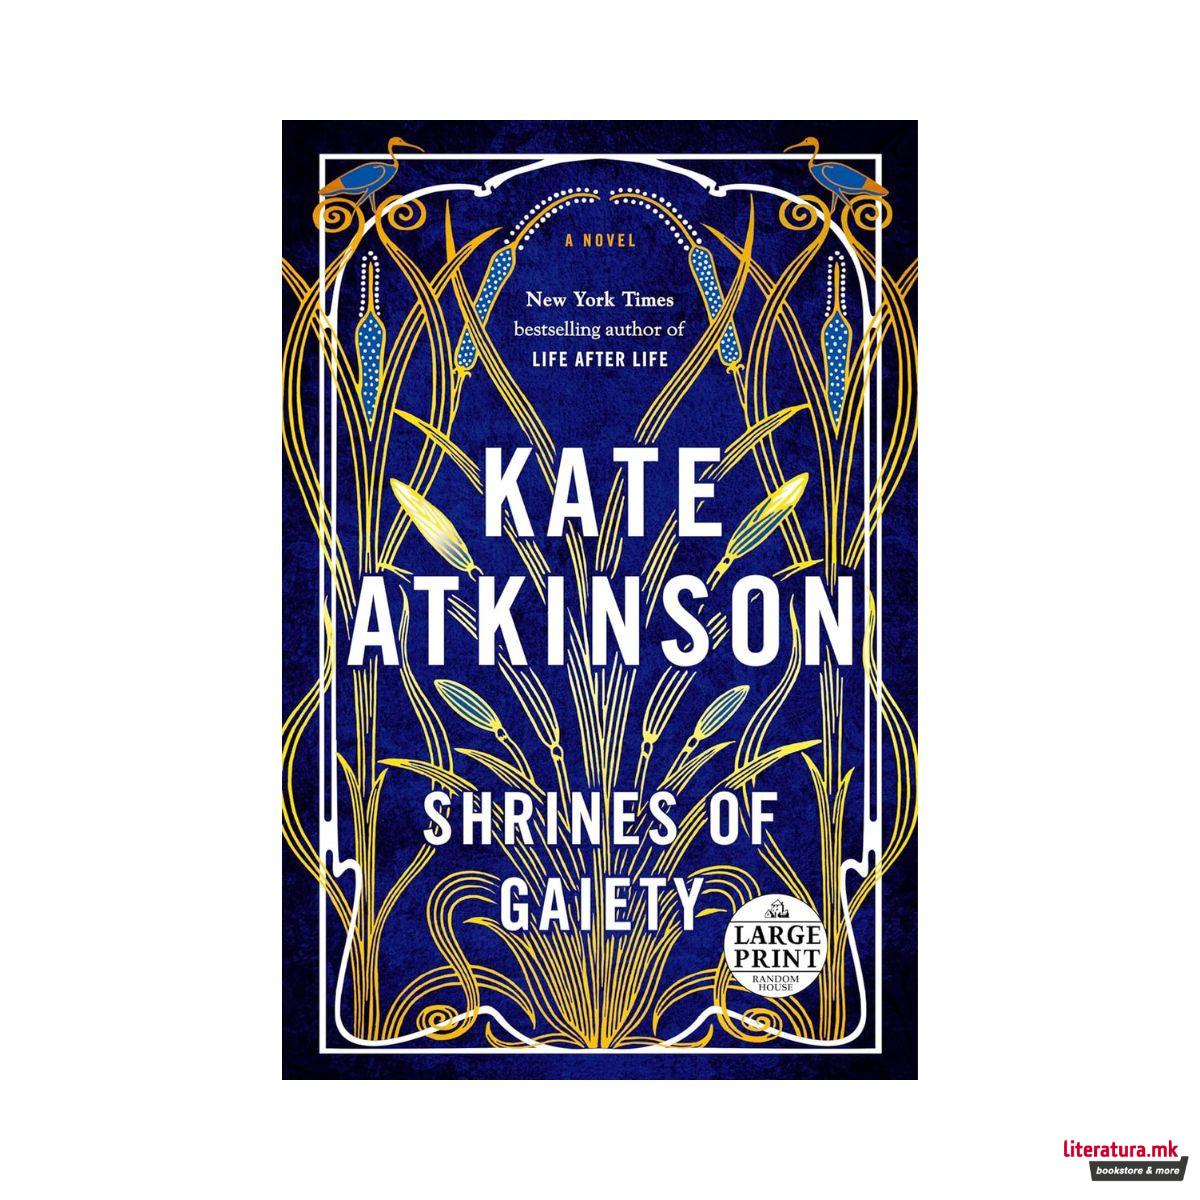 A NOVEL
New York Times
bestselling author of
LIFE AFTER LIFE
KATE
ATKINSON
SHRINES OF
GAIETY
LARGE
PRINT
RANDOM
HOUSE
literatura.mk
bookstore & more